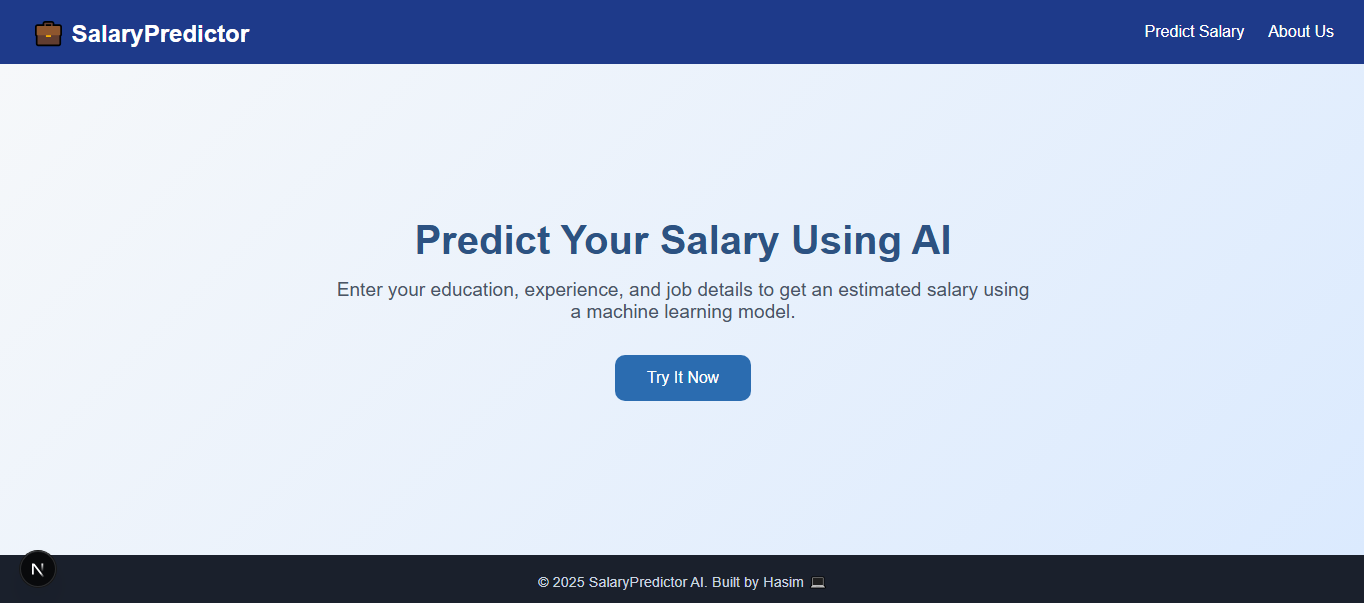 SalaryPredictor
Predict Salary
About Us
Predict Your Salary Using AI
Enter your education, experience, and job details to get an estimated salary using
a machine learning model.
Try It Now
N
© 2025 SalaryPredictor AI. Built by Hasim